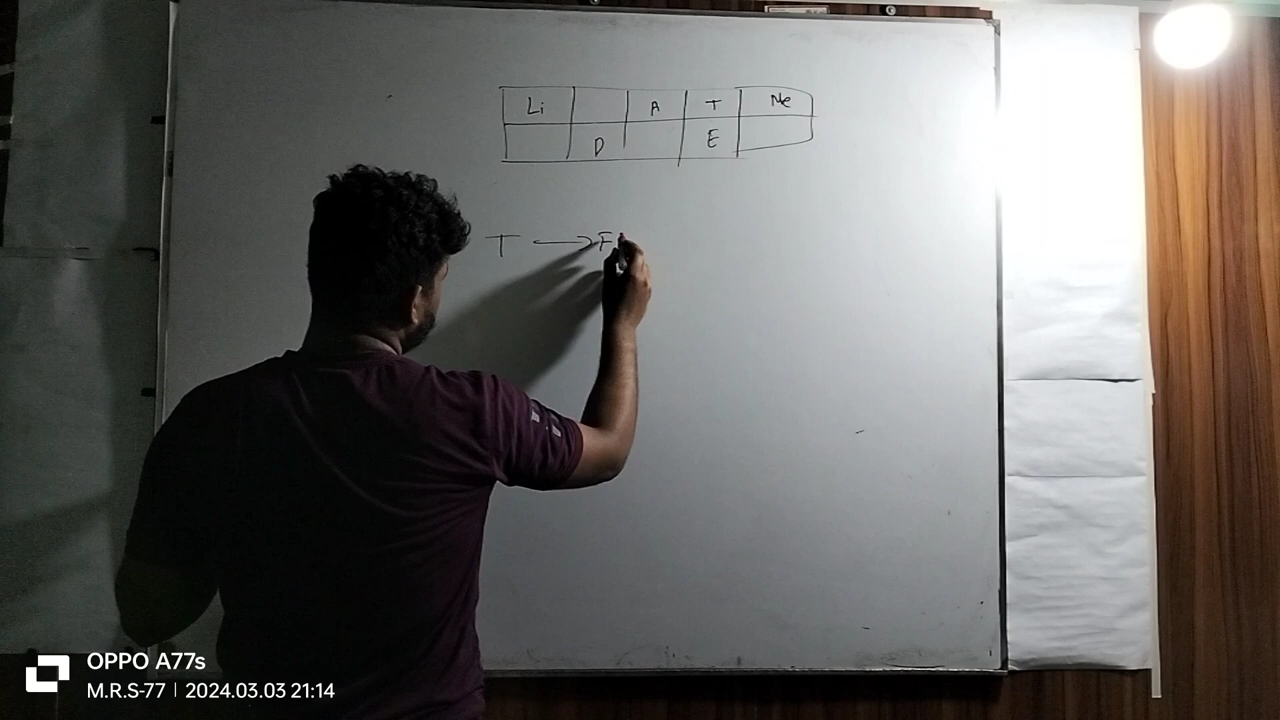 Li A T Ne
D E
T → F
OPPO A77s
M.R.S-77 | 2024.03.03 21:14